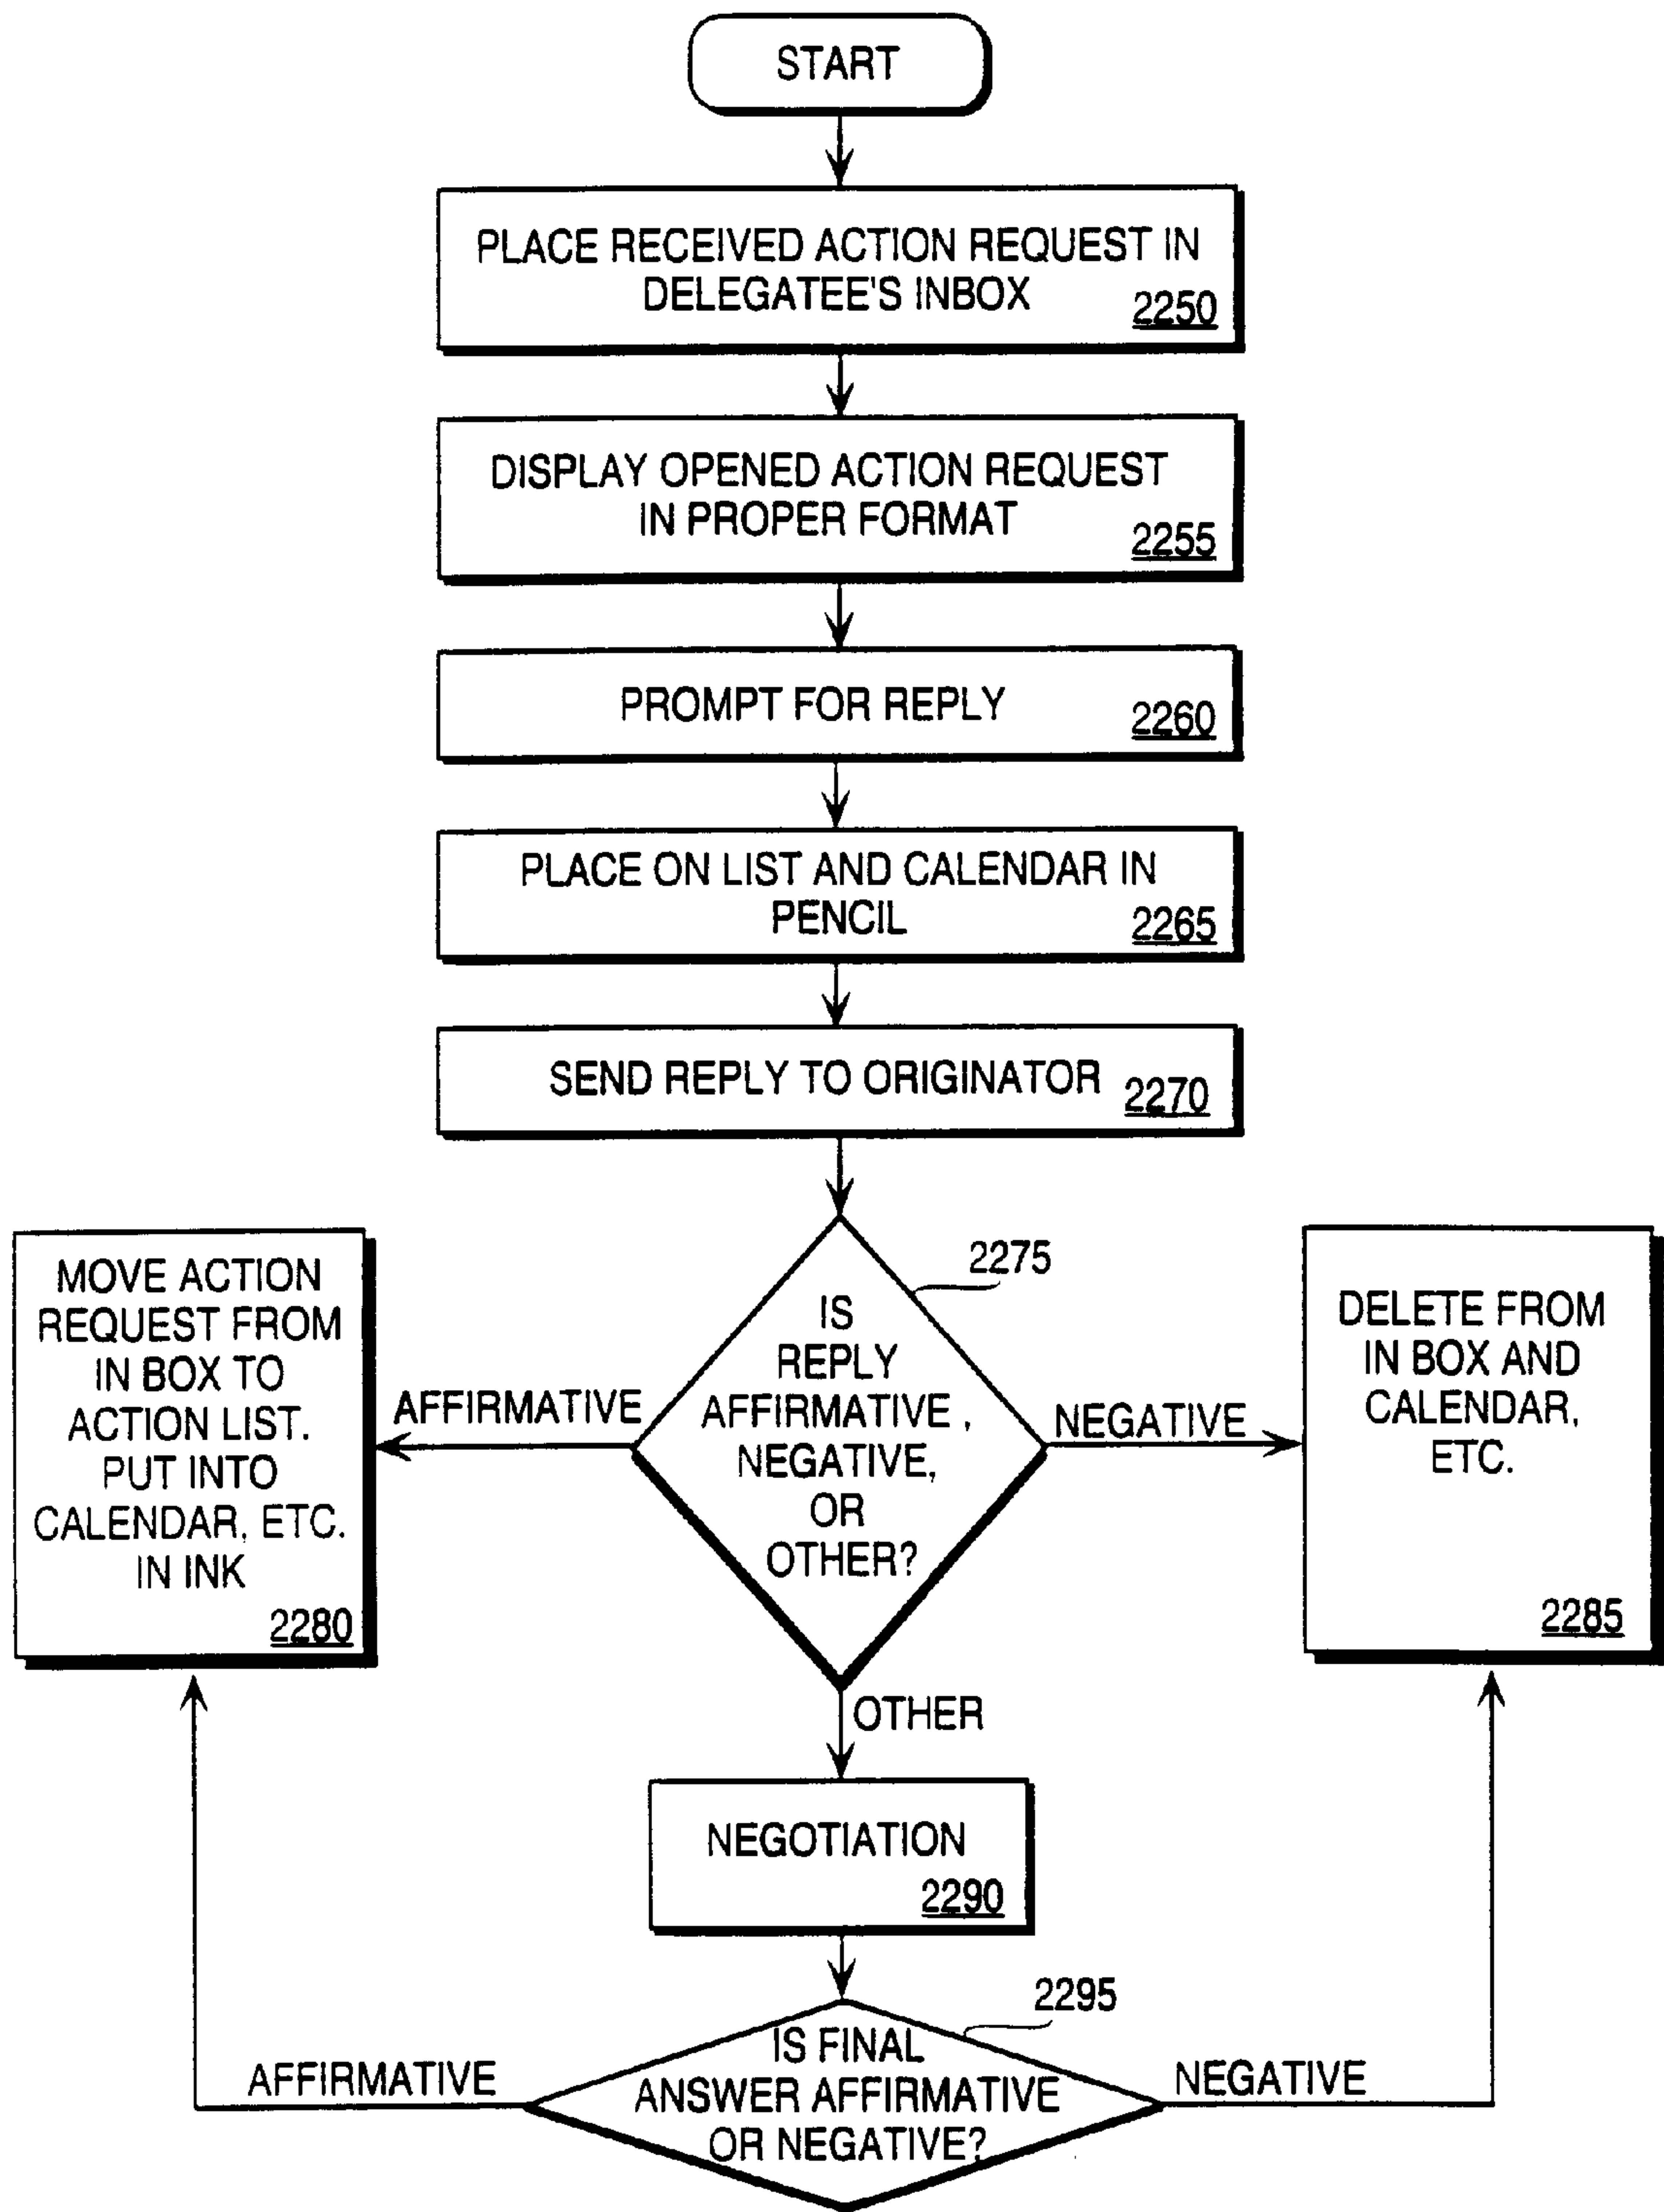 START
PLACE RECEIVED ACTION REQUEST IN
DELEGATEE'S INBOX
2250
DISPLAY OPENED ACTION REQUEST
IN PROPER FORMAT
2255
PROMPT FOR REPLY
2260
PLACE ON LIST AND CALENDAR IN
PENCIL
2265
SEND REPLY TO ORIGINATOR
2270
MOVE ACTION
REQUEST FROM
IN BOX TO
ACTION LIST.
PUT INTO
CALENDAR, ETC.
IN INK
2280
AFFIRMATIVE
2275
IS
REPLY
AFFIRMATIVE ,
NEGATIVE,
OR
OTHER?
NEGATIVE
DELETE FROM
IN BOX AND
CALENDAR,
ETC.
2285
OTHER
NEGOTIATION
2290
2295
AFFIRMATIVE
IS FINAL
ANSWER AFFIRMATIVE
OR NEGATIVE?
NEGATIVE